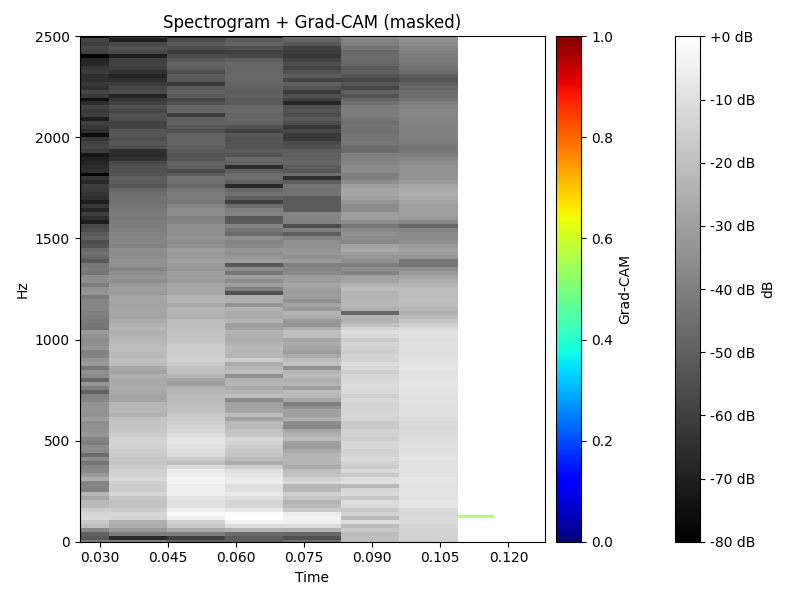 Spectrogram + Grad-CAM (masked)
2500
2000
1500
1000
500
0
Hz
0.030
0.045
0.060
0.075
0.090
0.105
0.120
Time
1.0
0.8
0.6
0.4
0.2
0.0
Grad-CAM
+0 dB
-10 dB
-20 dB
-30 dB
-40 dB
-50 dB
-60 dB
-70 dB
-80 dB
dB